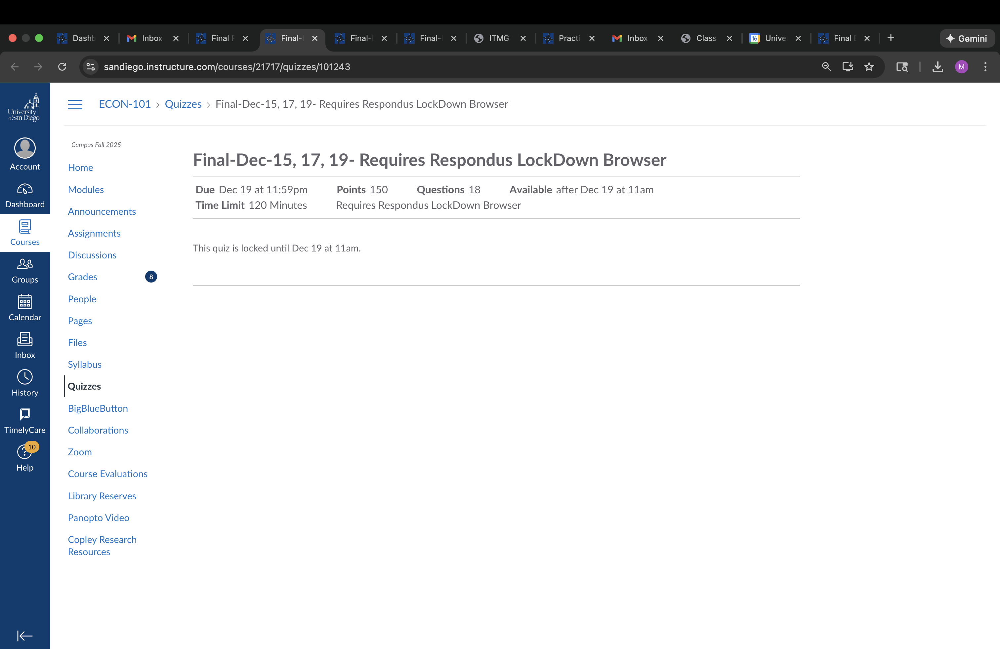 Dashb
Inbox
Final
Final-
Final-
Final-
ITMG
Practi
Inbox
Class
Unive
Final
Gemini
sandiego.instructure.com/courses/21717/quizzes/101243
University
of San Diego
ECON-101 > Quizzes > Final-Dec-15, 17, 19- Requires Respondus LockDown Browser
Account
Dashboard
Courses
Groups
Calendar
Inbox
History
TimelyCare
10
Help
Campus Fall 2025
Home
Modules
Announcements
Assignments
Discussions
Grades 8
People
Pages
Files
Syllabus
Quizzes
BigBlueButton
Collaborations
Zoom
Course Evaluations
Library Reserves
Panopto Video
Copley Research
Resources
Final-Dec-15, 17, 19- Requires Respondus LockDown Browser
Due Dec 19 at 11:59pm Points 150 Questions 18 Available after Dec 19 at 11am
Time Limit 120 Minutes Requires Respondus LockDown Browser
This quiz is locked until Dec 19 at 11am.
16
M